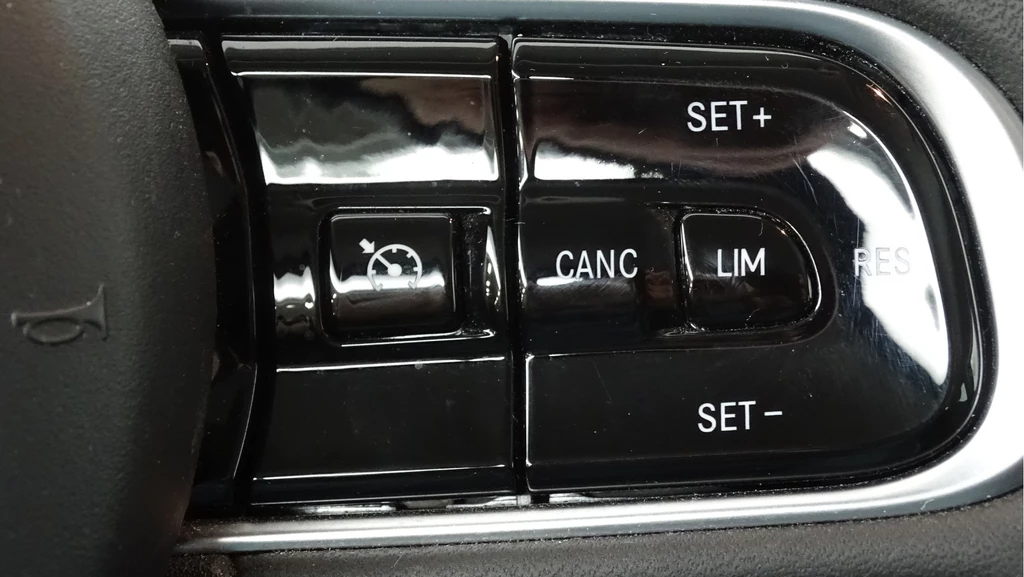 SET+
CANC
LIM
RES
SET-